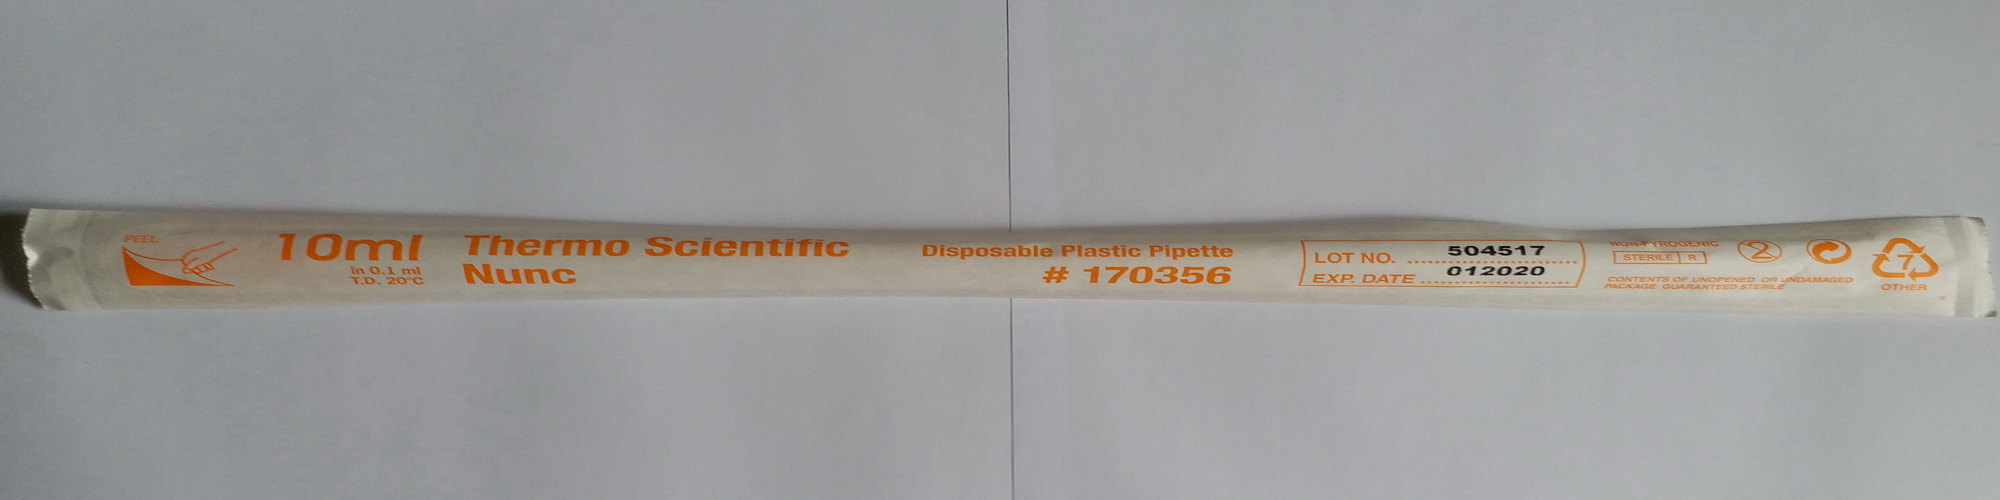 PEEL
10ml
in 0.1 ml
T.D. 20°C
Thermo Scientific
Nunc
Disposable Plastic Pipette
# 170356
LOT NO. 504517
EXP. DATE 012020
NON-PYROGENIC
STERILE R
2
CONTENTS OF UNOPENED OR UNDAMAGED
PACKAGE GUARANTEED STERILE
7
OTHER